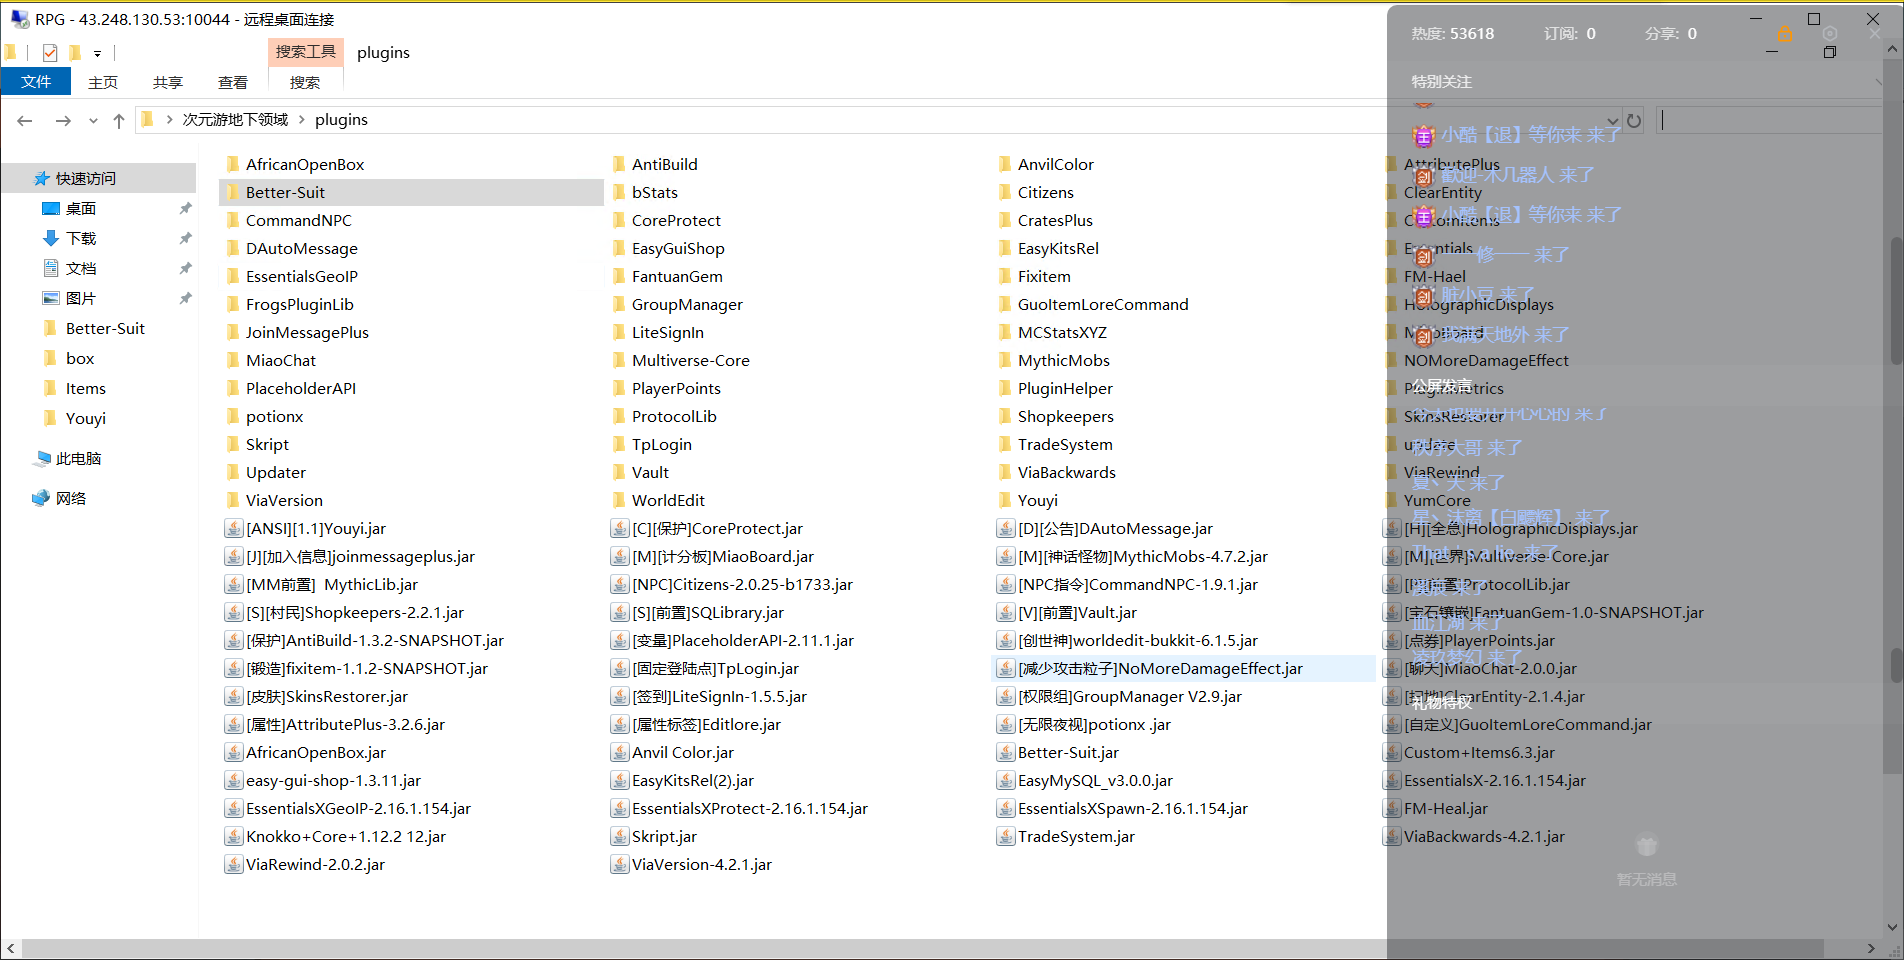 RPG - 43.248.130.53:10044 - 远程桌面连接
热度: 53618 订阅: 0 分享: 0
搜索工具 plugins
文件 主页 共享 查看 搜索
特别关注
次元游地下领域 plugins
小酷【退】等你来 来了
歡迎-木几器人 来了
小酷【退】等你来 来了
来了
脏小豆 来了
我满天地外 来了
公屏发言
秩序大哥 来了
夏、天 来了
来了
来了
来了
血江湖 来了
凌玖梦幻 来了
礼物特权
暂无消息
快速访问
桌面
下载
文档
图片
Better-Suit
box
Items
Youyi
此电脑
网络
AfricanOpenBox AntiBuild AnvilColor AttributePlus
Better-Suit bStats Citizens ClearEntity
CommandNPC CoreProtect CratesPlus
DAutoMessage EasyGuiShop EasyKitsRel Essentials
EssentialsGeoIP FantuanGem Fixitem FM-Hael
FrogsPluginLib GroupManager GuoItemLoreCommand HolographicDisplays
JoinMessagePlus LiteSignIn MCStatsXYZ
MiaoChat Multiverse-Core MythicMobs NOMoreDamageEffect
PlaceholderAPI PlayerPoints PluginHelper
potionx ProtocolLib Shopkeepers SkinsRestorer
Skript TpLogin TradeSystem
Updater Vault ViaBackwards ViaRewind
ViaVersion WorldEdit Youyi YumCore
[ANSI][1.1]Youyi.jar [C][保护]CoreProtect.jar [D][公告]DAutoMessage.jar [H][全息]HolographicDisplays.jar
[J][加入信息]joinmessageplus.jar [M][计分板]MiaoBoard.jar [M][神话怪物]MythicMobs-4.7.2.jar [M][世界]Multiverse-Core.jar
[MM前置] MythicLib.jar [NPC]Citizens-2.0.25-b1733.jar [NPC指令]CommandNPC-1.9.1.jar ProtocolLib.jar
[S][村民]Shopkeepers-2.2.1.jar [S][前置]SQLibrary.jar [V][前置]Vault.jar [宝石镶嵌]FantuanGem-1.0-SNAPSHOT.jar
[保护]AntiBuild-1.3.2-SNAPSHOT.jar [变量]PlaceholderAPI-2.11.1.jar [创世神]worldedit-bukkit-6.1.5.jar [点券]PlayerPoints.jar
[锻造]fixitem-1.1.2-SNAPSHOT.jar [固定登陆点]TpLogin.jar [减少攻击粒子]NoMoreDamageEffect.jar [聊天]MiaoChat-2.0.0.jar
[皮肤]SkinsRestorer.jar [签到]LiteSignIn-1.5.5.jar [权限组]GroupManager V2.9.jar [扫地]ClearEntity-2.1.4.jar
[属性]AttributePlus-3.2.6.jar [属性标签]Editlore.jar [无限夜视]potionx .jar [自定义]GuoItemLoreCommand.jar
AfricanOpenBox.jar Anvil Color.jar Better-Suit.jar Custom+Items6.3.jar
easy-gui-shop-1.3.11.jar EasyKitsRel(2).jar EasyMySQL_v3.0.0.jar EssentialsX-2.16.1.154.jar
EssentialsXGeoIP-2.16.1.154.jar EssentialsXProtect-2.16.1.154.jar EssentialsXSpawn-2.16.1.154.jar FM-Heal.jar
Knokko+Core+1.12.2 12.jar Skript.jar TradeSystem.jar ViaBackwards-4.2.1.jar
ViaRewind-2.0.2.jar ViaVersion-4.2.1.jar